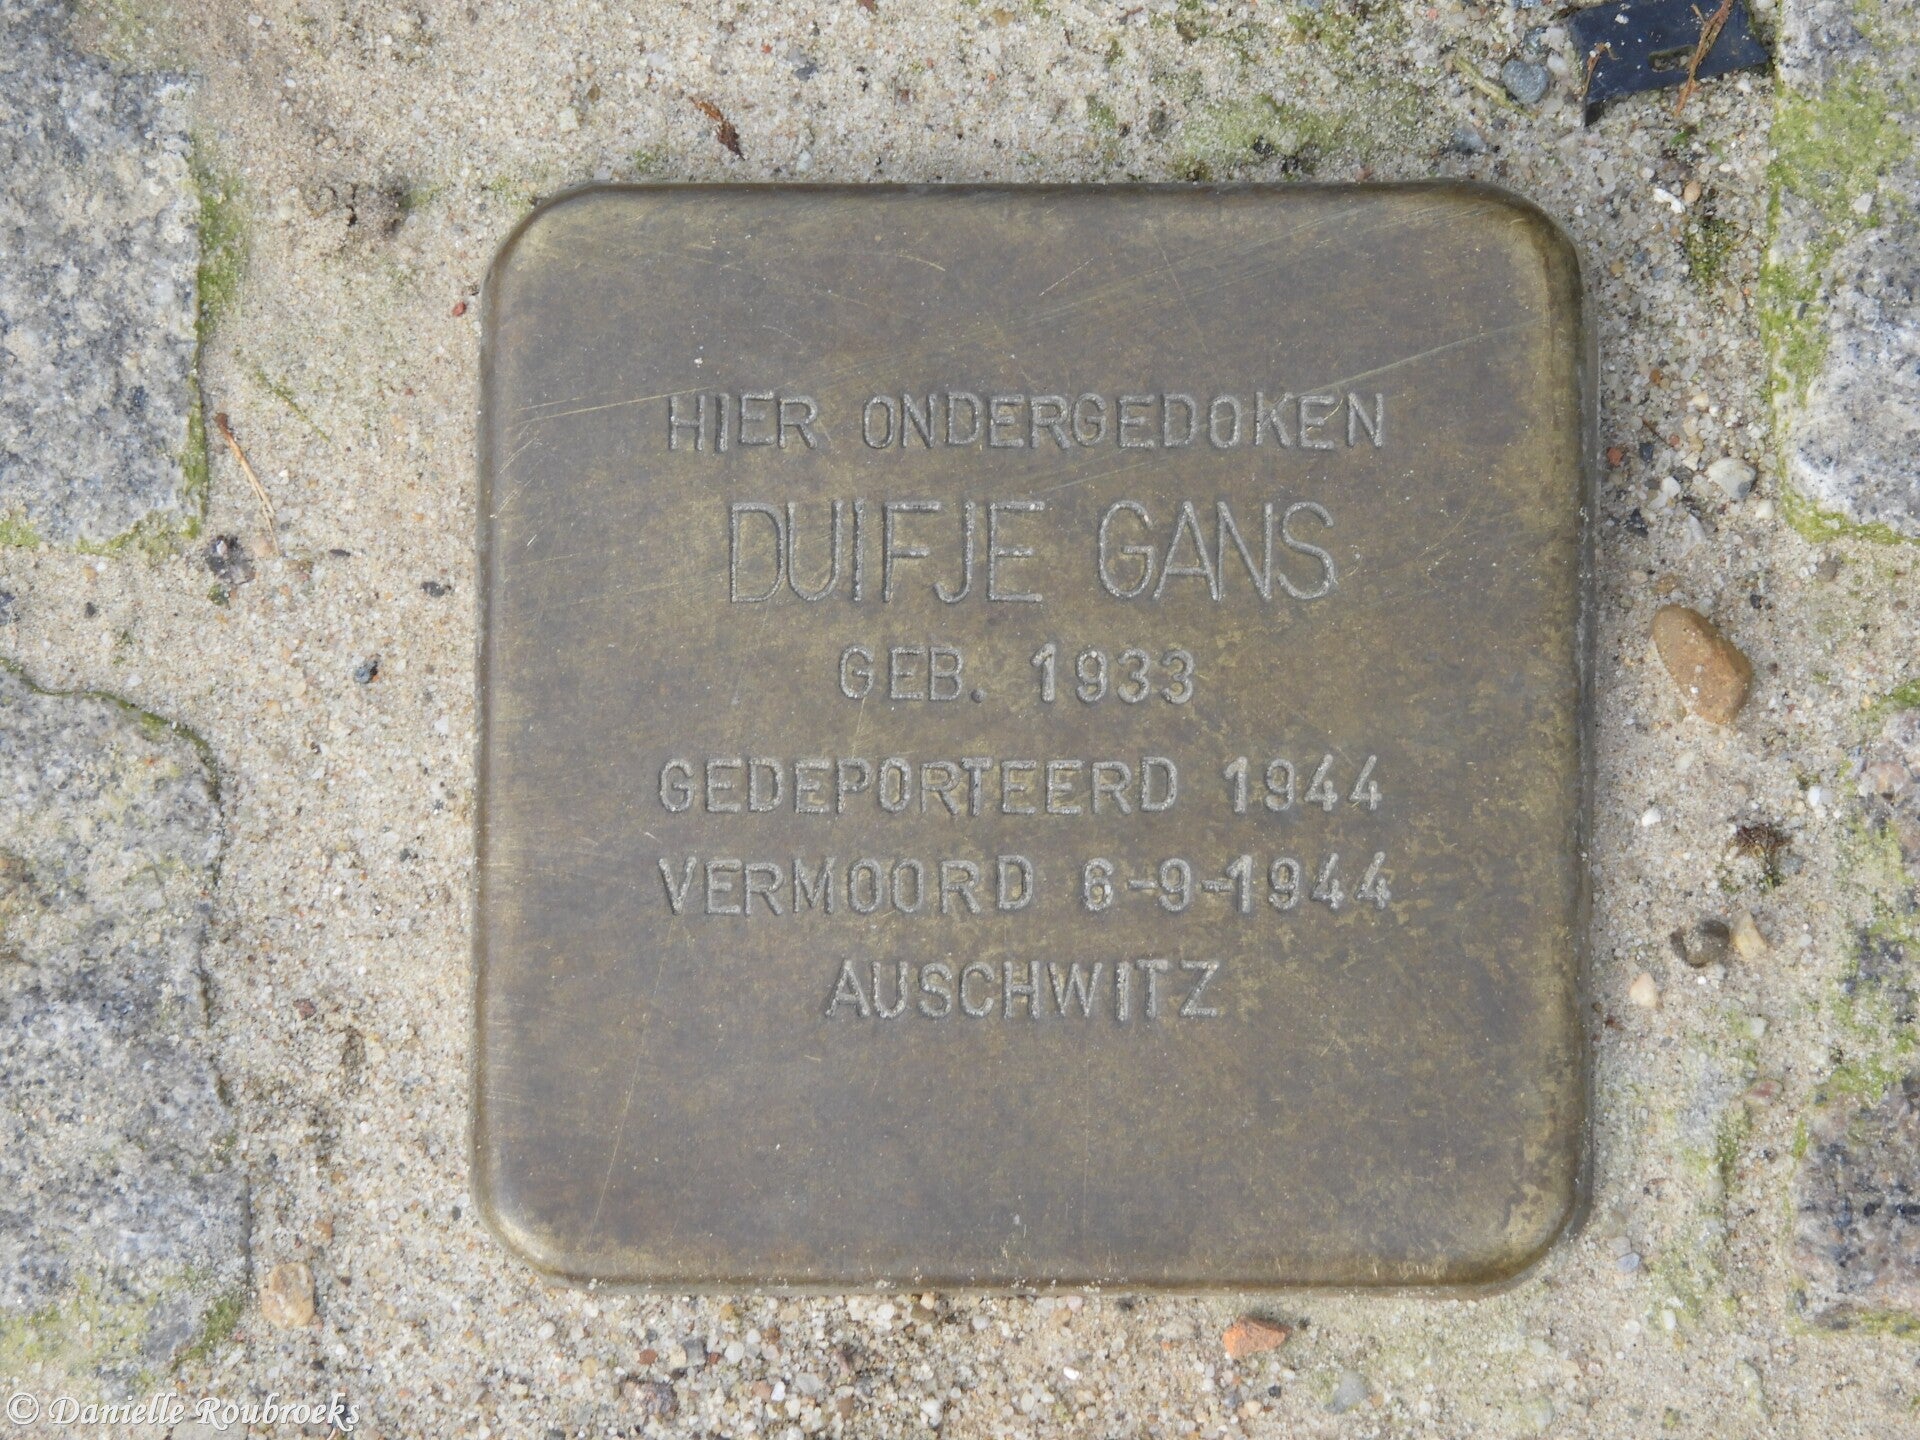 HIER ONDERGEDOKEN
DUIFJE GANS
GEB. 1933
GEDEPORTEERD 1944
VERMOORD 6-9-1944
AUSCHWITZ
© Danielle Roubroeks